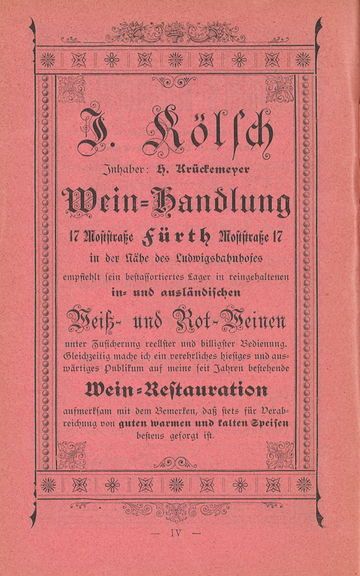 J. Kölsch
Inhaber: H. Krückemeyer
Wein-Handlung
17 Moststraße Fürth Moststraße 17
in der Nähe des Ludwigsbahnhofes
empfiehlt sein bestassortiertes Lager in reingehaltenen
in- und ausländischen
Weiß- und Rot-Weinen
unter Zusicherung reellster und billigster Bedienung.
Gleichzeitig mache ich ein verehrliches hiesiges und aus-
wärtiges Publikum auf meine seit Jahren bestehende
Wein-Restauration
aufmerksam mit dem Bemerken, daß stets für Verab-
reichung von guten warmen und kalten Speisen
bestens gesorgt ist.
— IV —